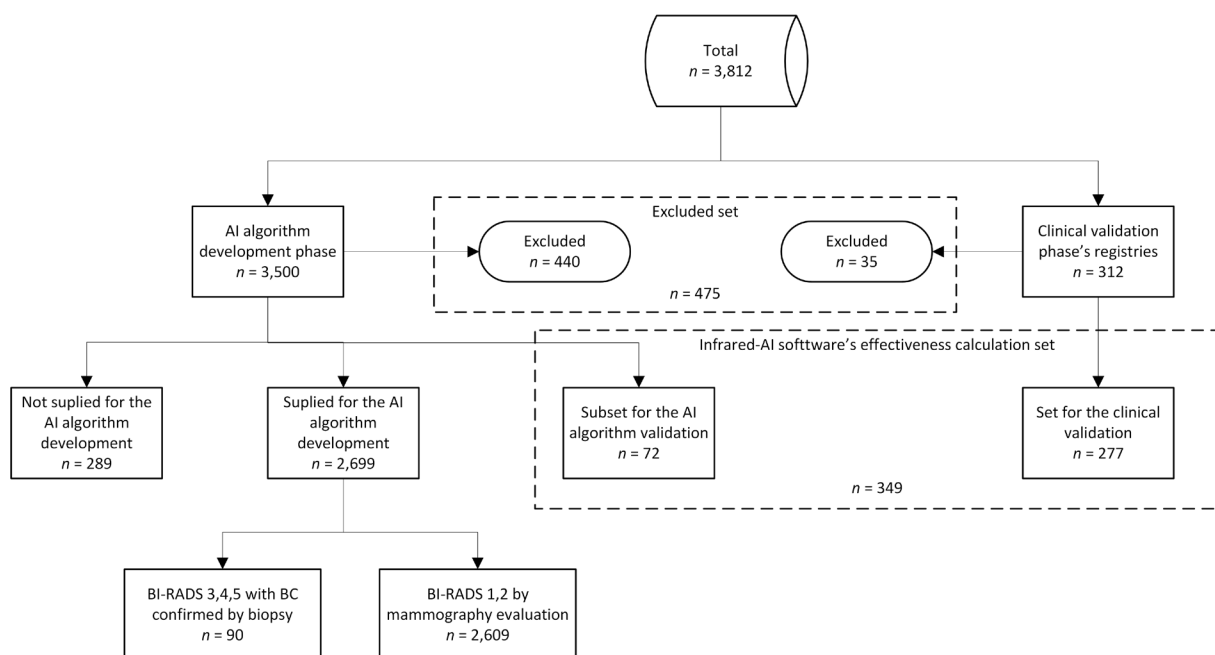 Total
n = 3,812
AI algorithm
development phase
n = 3,500
Excluded set
Excluded
n = 440
Excluded
n = 35
n = 475
Clinical validation
phase's registries
n = 312
Infrared-AI softtware's effectiveness calculation set
Not suplied for the
AI algorithm
development
n = 289
Suplied for the AI
algorithm
development
n = 2,699
Subset for the AI
algorithm validation
n = 72
Set for the clinical
validation
n = 277
n = 349
BI-RADS 3,4,5 with BC
confirmed by biopsy
n = 90
BI-RADS 1,2 by
mammography evaluation
n = 2,609